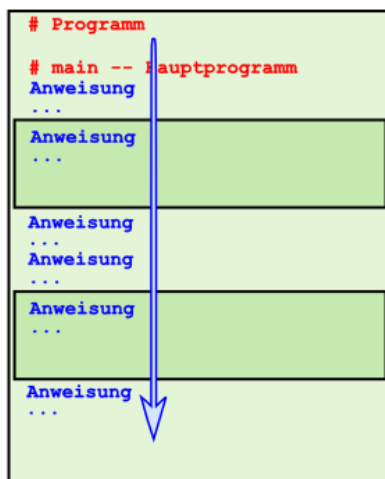 # Programm
# main -- Hauptprogramm
Anweisung
...
Anweisung
...
Anweisung
...
Anweisung
...
Anweisung
...
Anweisung
...